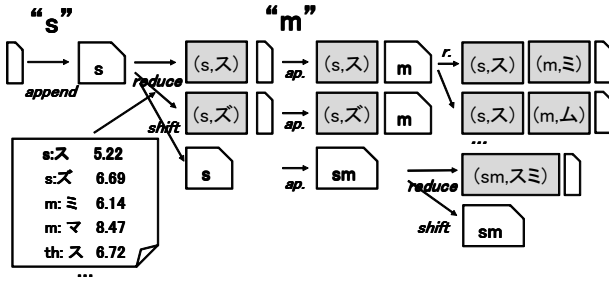 “s” “m”
(s,ス) (s,ス) m r. (s,ス) (m,ミ)
s
append reduce ap.
shift (s,ズ) ap. (s,ズ) m (s,ス) (m,ム)
...
s:ス 5.22
s:ズ 6.69
m: ミ 6.14
m: マ 8.47
th: ス 6.72
...
s ap. sm reduce (sm,スミ)
shift sm